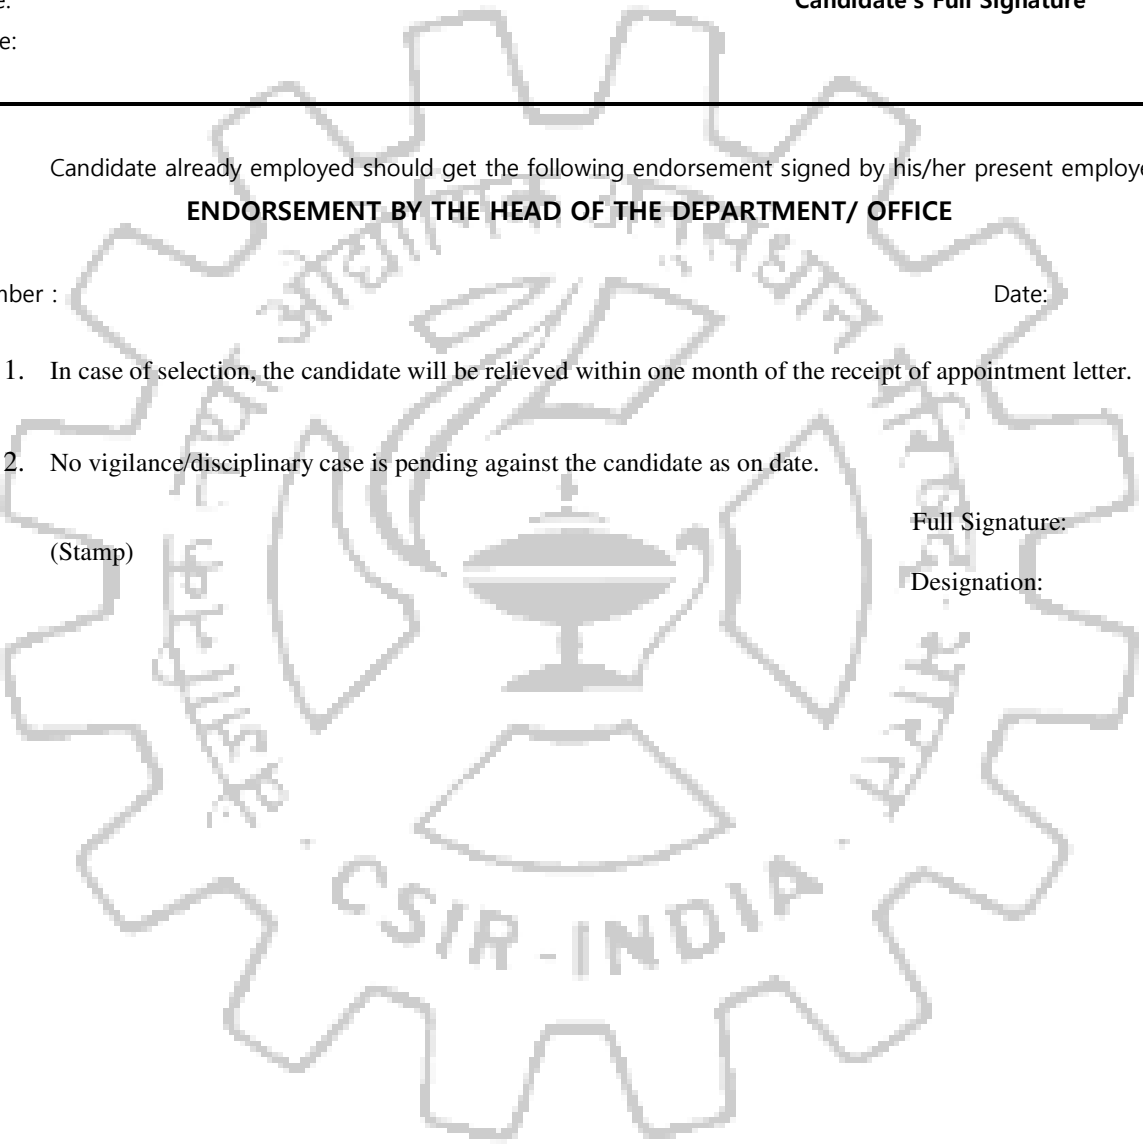 e: Candidate's Full Signature
e:
Candidate already employed should get the following endorsement signed by his/her present employe
ENDORSEMENT BY THE HEAD OF THE DEPARTMENT/ OFFICE
mber : Date:
1. In case of selection, the candidate will be relieved within one month of the receipt of appointment letter.
2. No vigilance/disciplinary case is pending against the candidate as on date.
Full Signature:
(Stamp)
Designation:
CSIR-INDIA